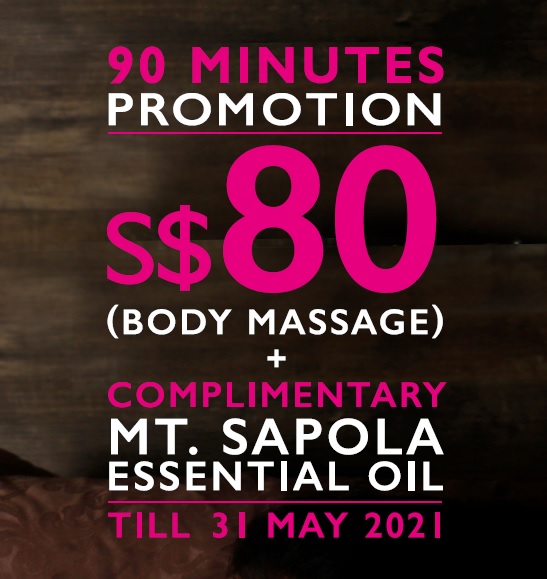 90 MINUTES
PROMOTION
S$80
(BODY MASSAGE)
+
COMPLIMENTARY
MT. SAPOLA
ESSENTIAL OIL
TILL 31 MAY 2021